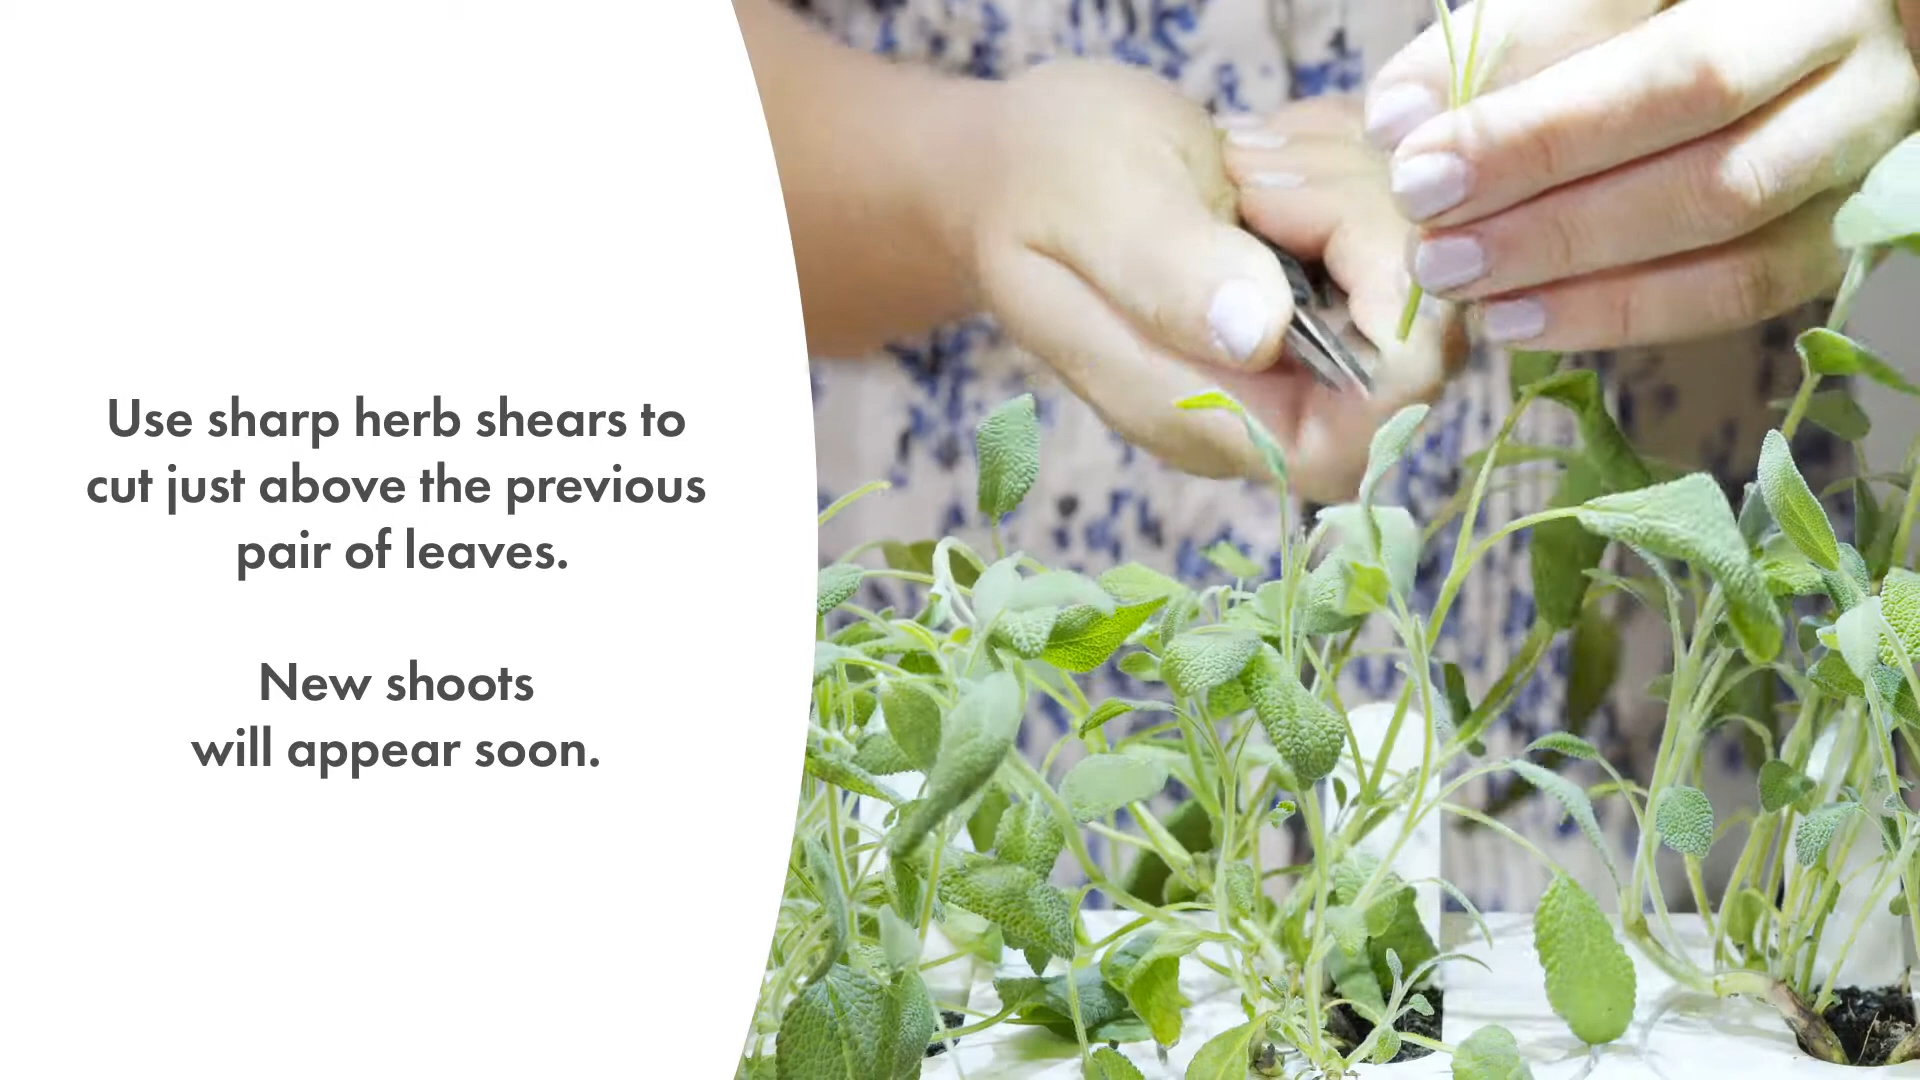 Use sharp herb shears to
cut just above the previous
pair of leaves.
New shoots
will appear soon.